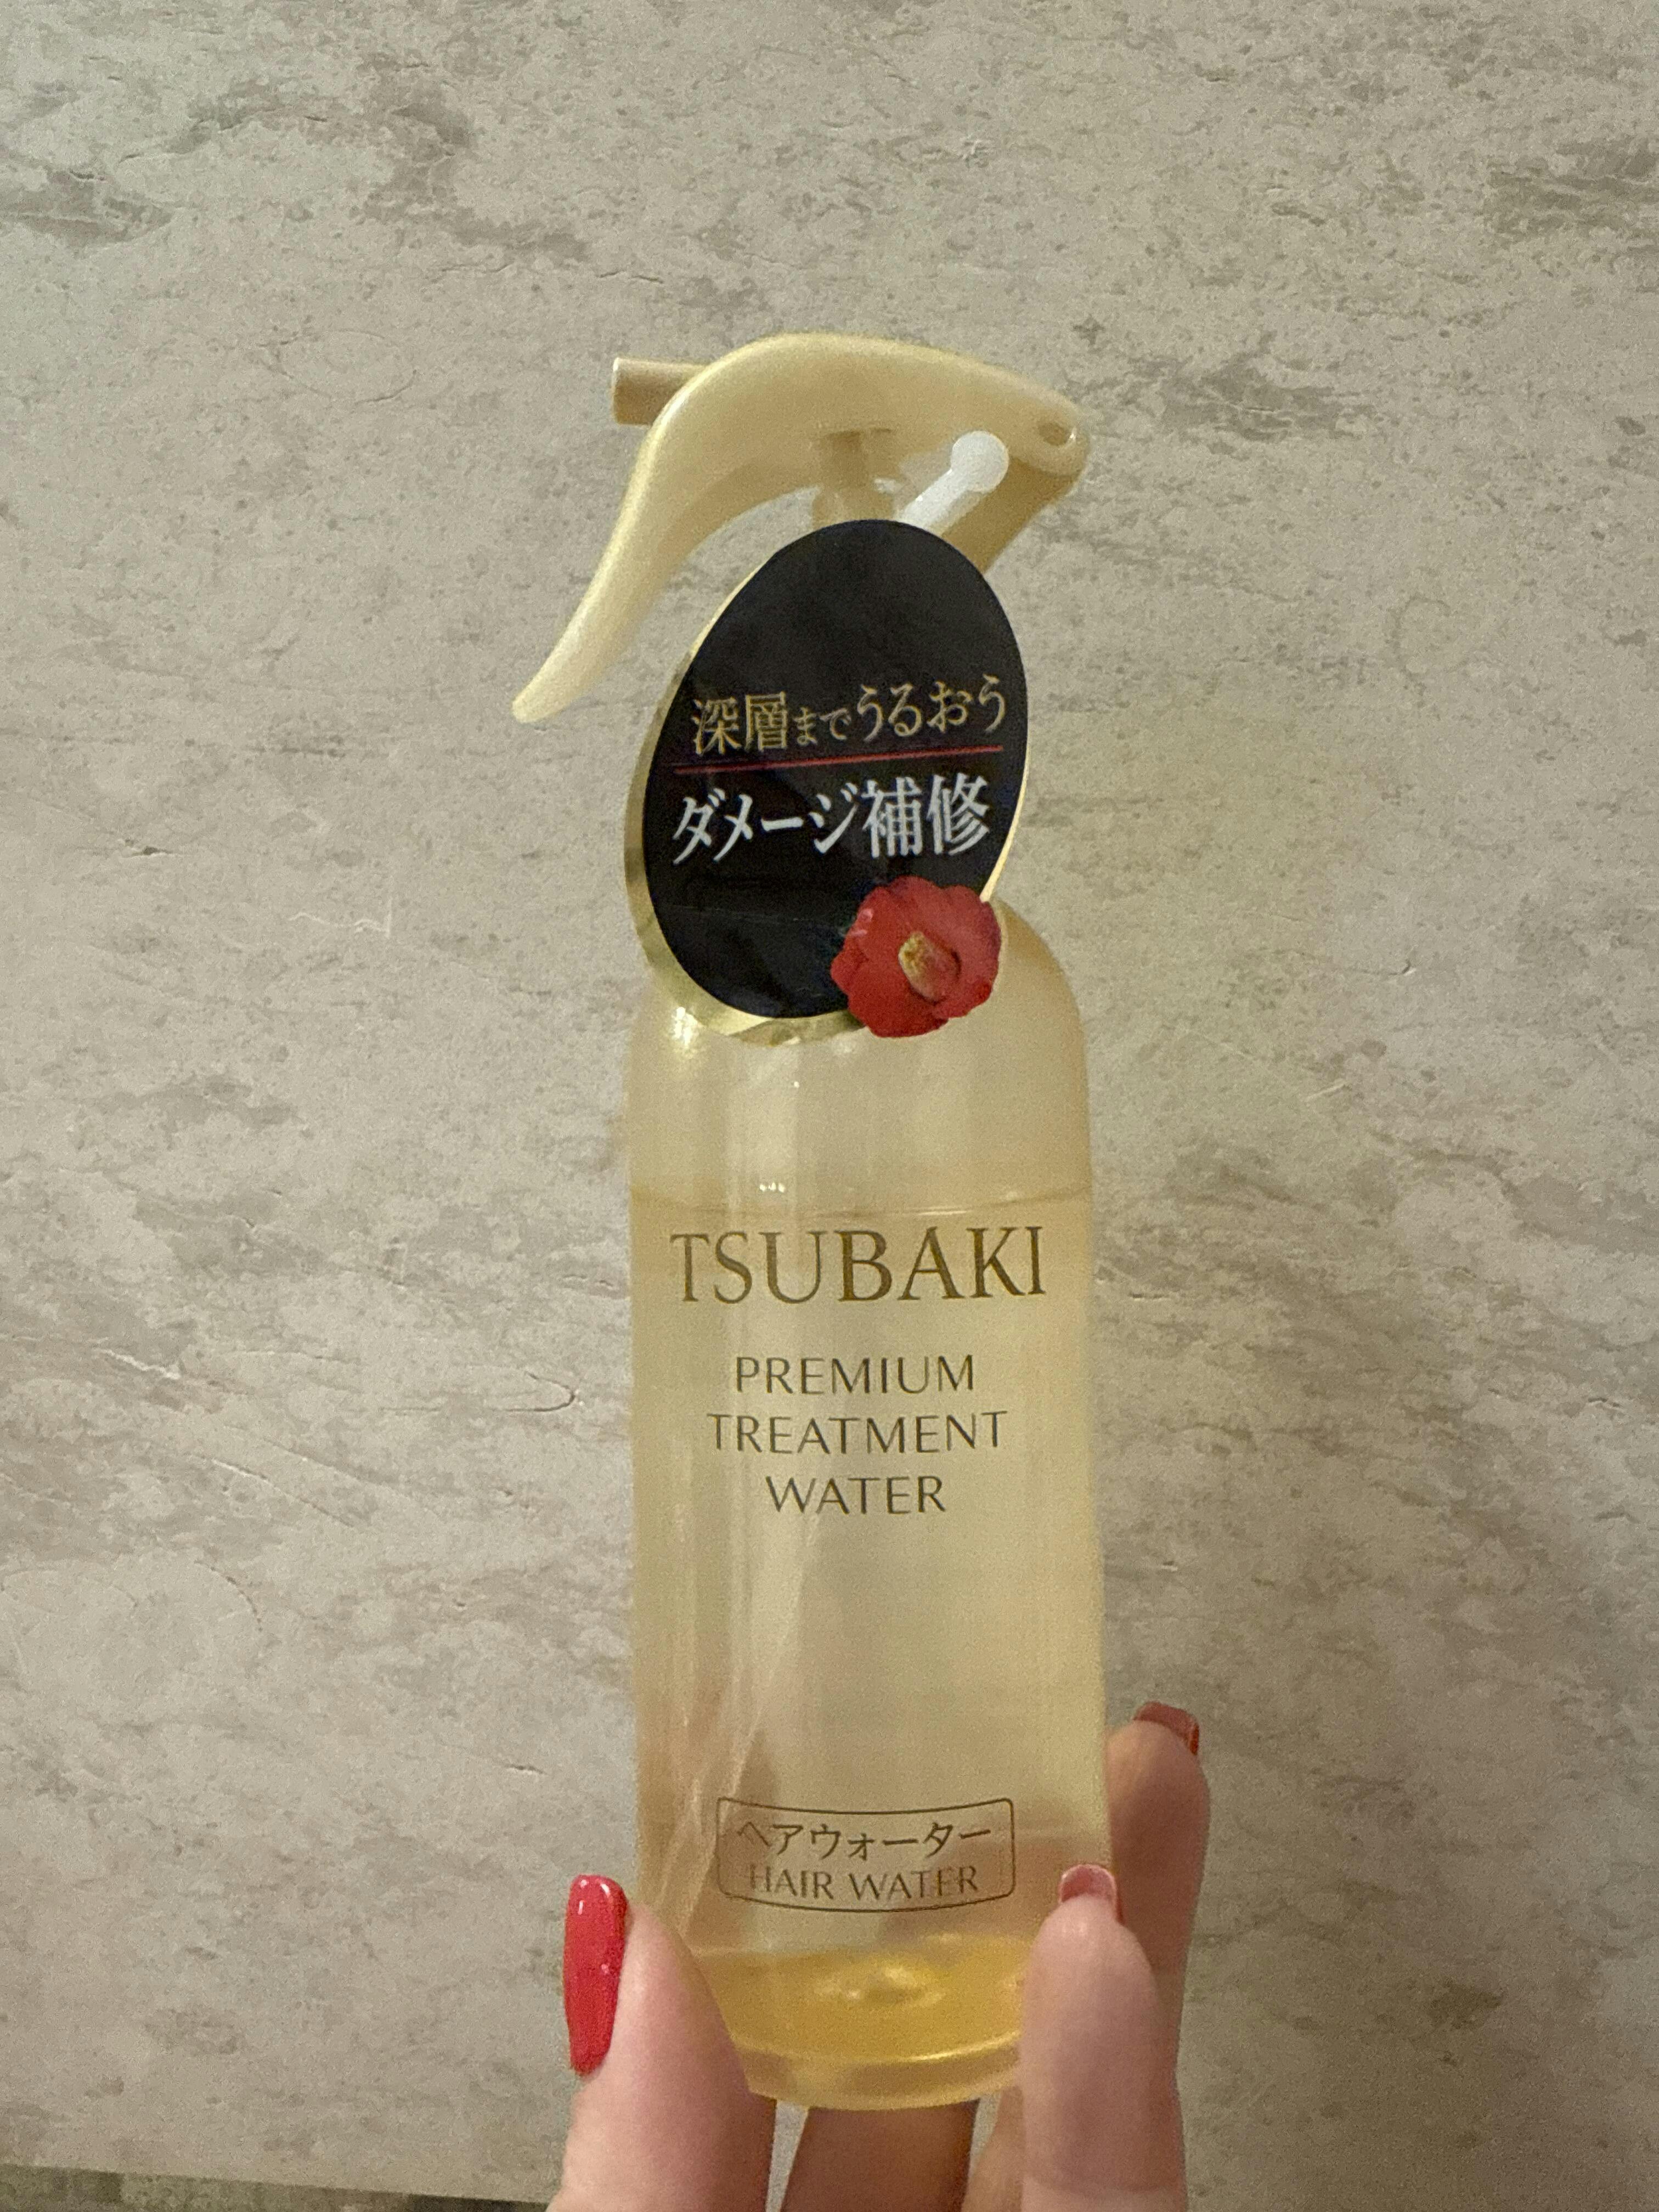 深層までうるおう
ダメージ補修
TSUBAKI
PREMIUM
TREATMENT
WATER
ヘアウォーター
HAIR WATER